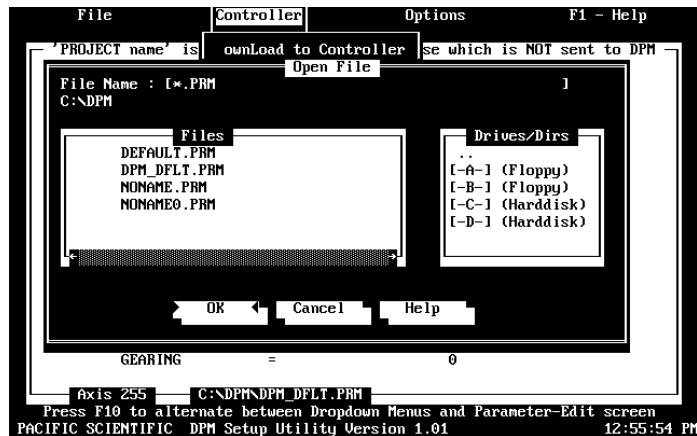 File Controller Options F1 - Help
'PROJECT name' is ownLoad to Controller se which is NOT sent to DPM
Open File
File Name : [*.PRM ]
C:\DPM
Files Drives/Dirs
DEFAULT.PRM ..
DPM_DFLT.PRM [-A-] (Floppy)
NONAME.PRM [-B-] (Floppy)
NONAME0.PRM [-C-] (Harddisk)
[-D-] (Harddisk)
OK Cancel Help
GEARING = 0
Axis 255 C:\DPM\DPM_DFLT.PRM
Press F10 to alternate between Dropdown Menus and Parameter-Edit screen
PACIFIC SCIENTIFIC DPM Setup Utility Version 1.01 12:55:54 PM